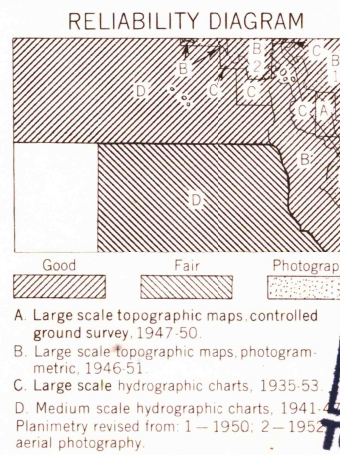 RELIABILITY DIAGRAM
B 2 C B 1
B
D C C C A
B
D
Good Fair Photograp
A. Large scale topographic maps, controlled
ground survey, 1947-50.
B. Large scale topographic maps, photogram-
metric, 1946-51.
C. Large scale hydrographic charts, 1935-53.
D. Medium scale hydrographic charts, 1941-47
Planimetry revised from: 1 — 1950; 2 — 1952
aerial photography.